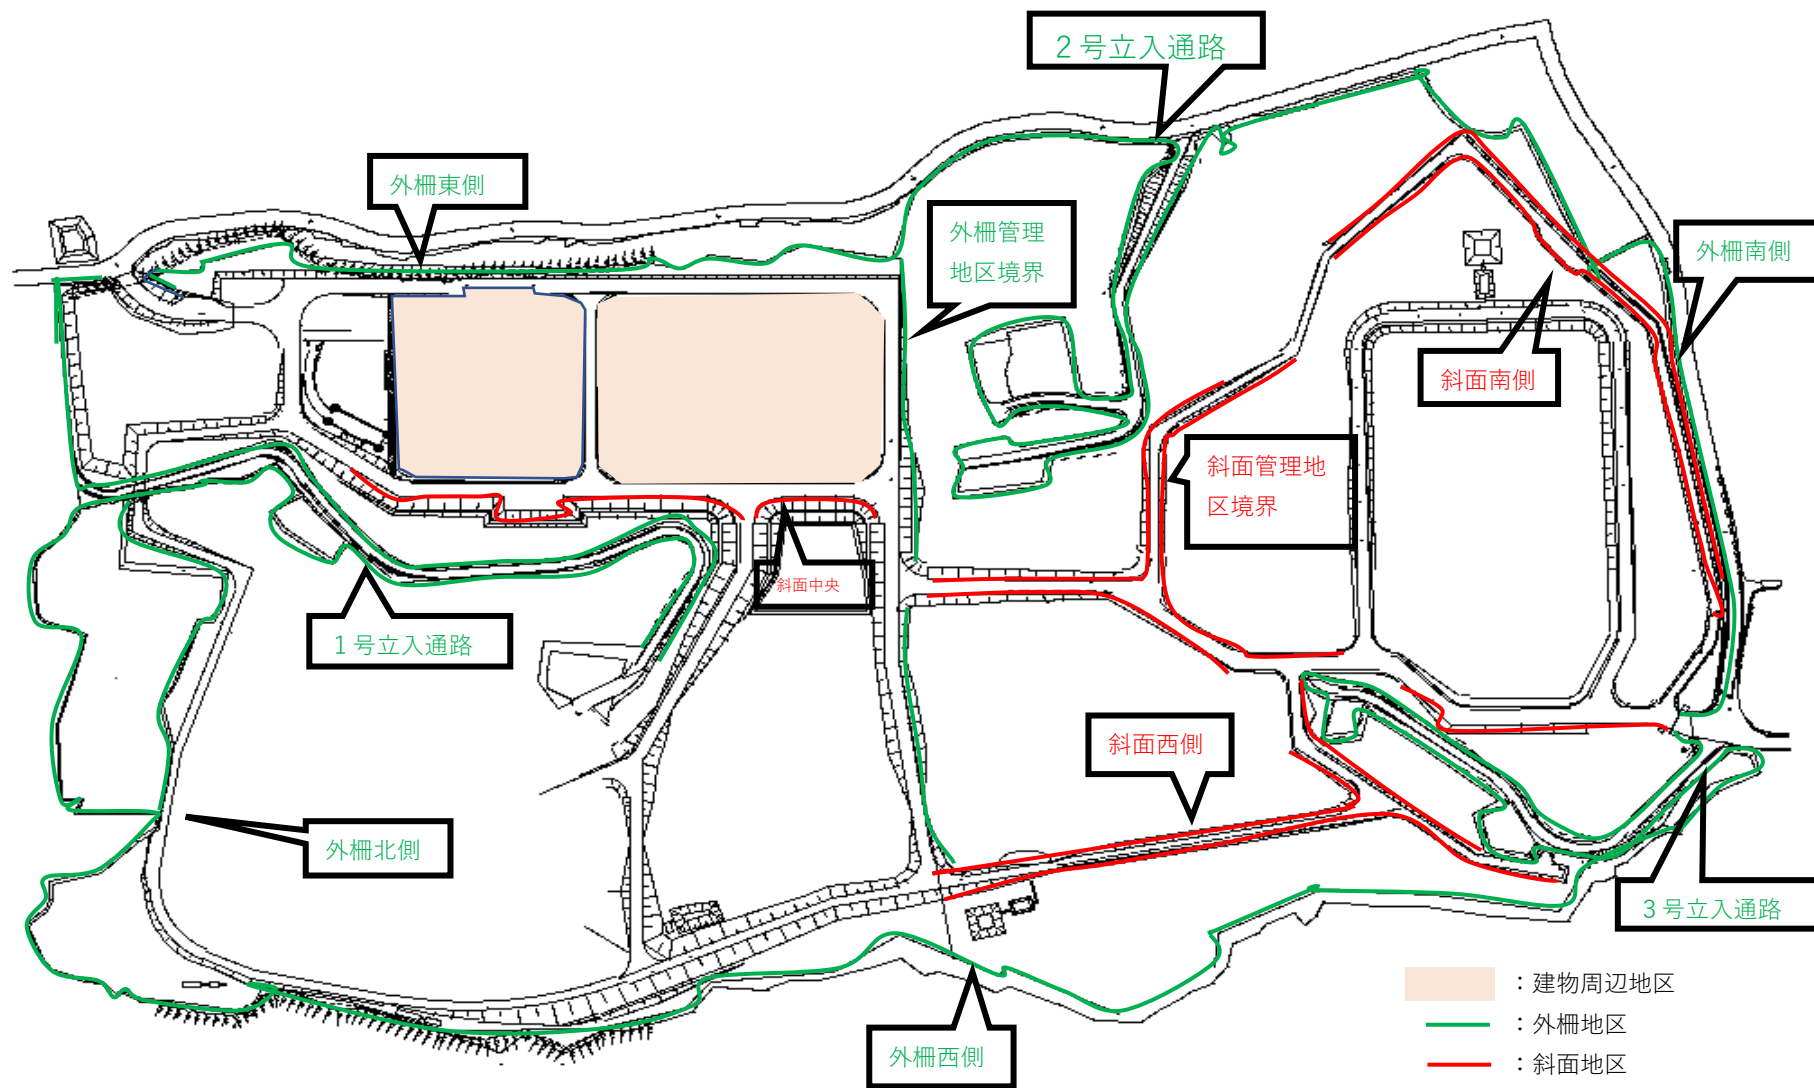 2号立入通路
外柵東側
外柵管理
地区境界
外柵南側
斜面南側
斜面管理地
区境界
斜面中央
1号立入通路
斜面西側
外柵北側
3号立入通路
外柵西側
:建物周辺地区
:外柵地区
:斜面地区